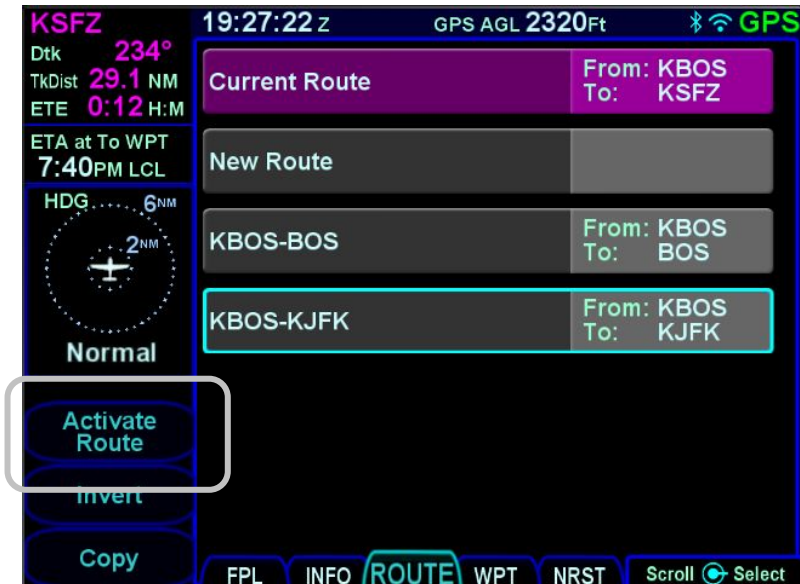 KSFZ
19:27:22 Z
GPS AGL 2320Ft
GPS
Dtk 234°
TkDist 29.1 NM
ETE 0:12 H:M
ETA at To WPT
7:40PM LCL
HDG
6NM
2NM
Normal
Activate
Route
Invert
Copy
Current Route
From: KBOS
To: KSFZ
New Route
KBOS-BOS
From: KBOS
To: BOS
KBOS-KJFK
From: KBOS
To: KJFK
FPL INFO ROUTE WPT NRST Scroll Select